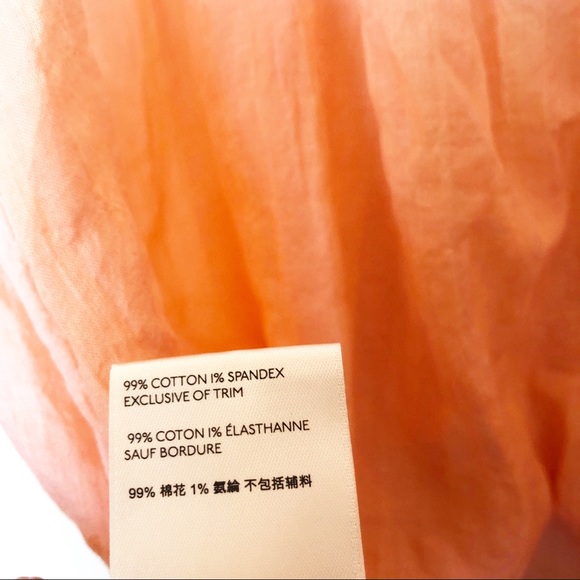 99% COTTON 1% SPANDEX
EXCLUSIVE OF TRIM
99% COTON 1% ÉLASTHANNE
SAUF BORDURE
99% 棉花 1% 氨綸 不包括辅料